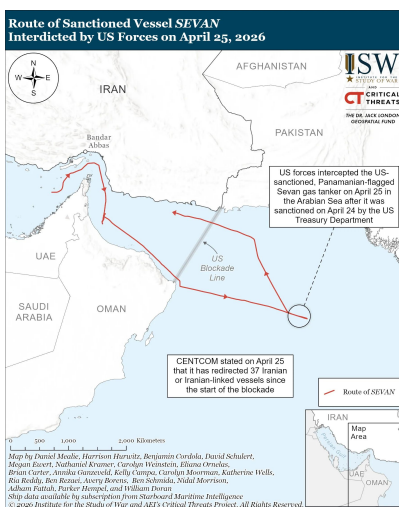 Route of Sanctioned Vessel SEVAN
Interdicted by US Forces on April 25, 2026
N
W
E
S
ISW
INSTITUTE FOR THE
STUDY OF WAR
AND
CT CRITICAL
THREATS
THE DR. JACK LONDON
GEOSPATIAL FUND
AFGHANISTAN
IRAN
PAKISTAN
Bandar
Abbas
US forces intercepted the US-
sanctioned, Panamanian-flagged
Sevan gas tanker on April 25 in
the Arabian Sea after it was
sanctioned on April 24 by the US
Treasury Department
UAE
US
Blockade
Line
SAUDI
ARABIA
OMAN
CENTCOM stated on April 25
that it has redirected 37 Iranian
or Iranian-linked vessels since
the start of the blockade
Route of SEVAN
0 500 1,000 2,000 Kilometers
Map by Daniel Mealie, Harrison Hurwitz, Benjamin Cordola, David Schulert,
Megan Ewert, Nathaniel Kramer, Carolyn Weinstein, Eliana Ornelas,
Brian Carter, Annika Ganzeveld, Kelly Campa, Carolyn Moorman, Katherine Wells,
Ria Reddy, Ben Rezaei, Avery Borens, Ben Schmida, Nidal Morrison,
Adham Fattah, Parker Hempel, and William Doran
Ship data available by subscription from Starboard Maritime Intelligence
© 2026 Institute for the Study of War and AEI's Critical Threats Project. All Rights Reserved.
IRAN
Map
Area
Persian Gulf
UAE
OMAN